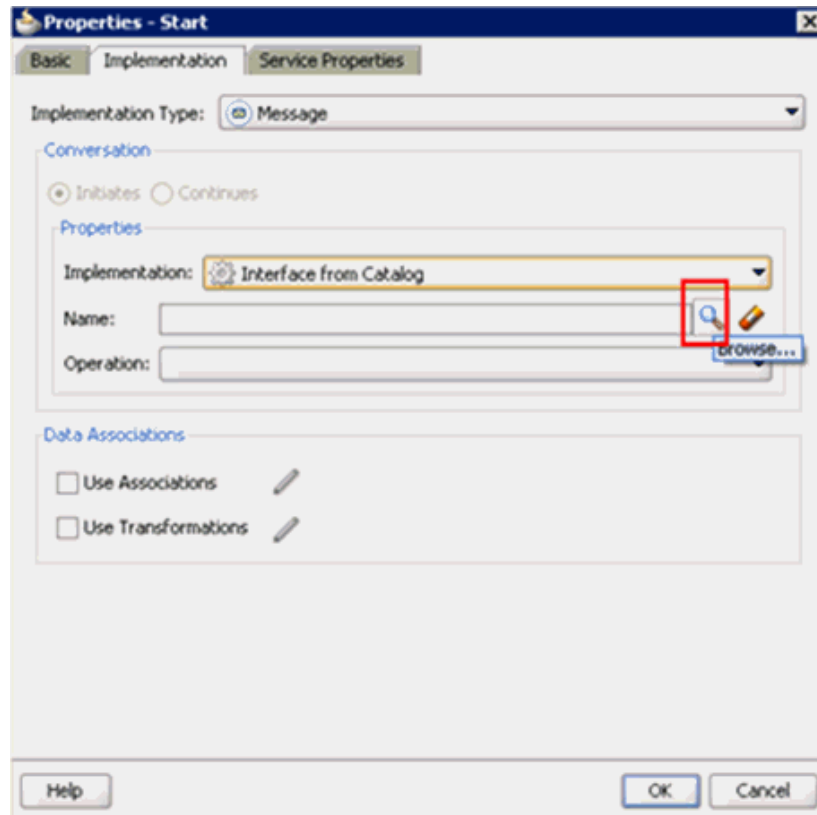 Properties - Start
Basic Implementation Service Properties
Implementation Type: Message
Conversation
Initiates Continues
Properties
Implementation: Interface from Catalog
Name:
Browse...
Operation:
Data Associations
Use Associations
Use Transformations
Help OK Cancel